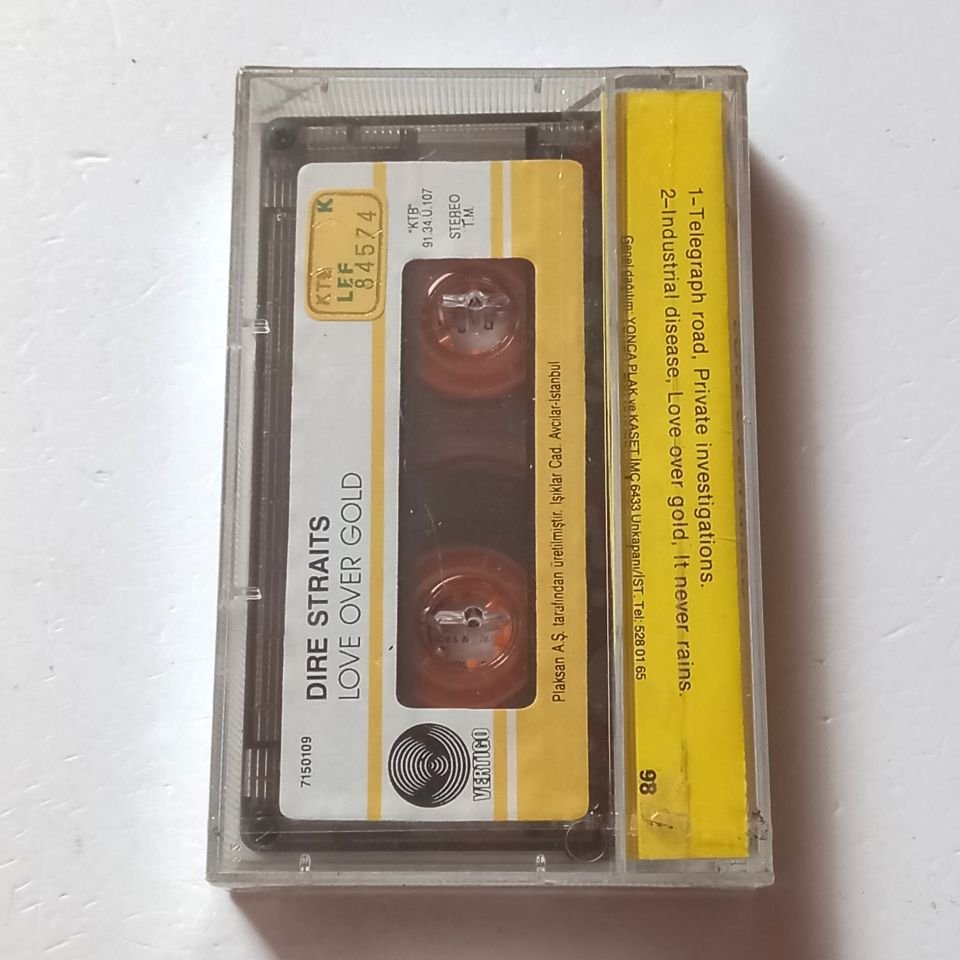 DIRE STRAITS
LOVE OVER GOLD
7150109
KTB K
LEF
84574
"KTB"
91.34.Ü.107
STEREO
T.M.
VERTIGO
Plaksan A.Ş. tarafından üretilmiştir. Işıklar Cad. Avcılar-İstanbul
1-Telegraph road, Private investigations.
2-Industrial disease, Love over gold, It never rains.
Genel dağıtım: YONCA PLAK ve KASET İMÇ 6433 Unkapanı/İST. Tel: 528 01 65
98